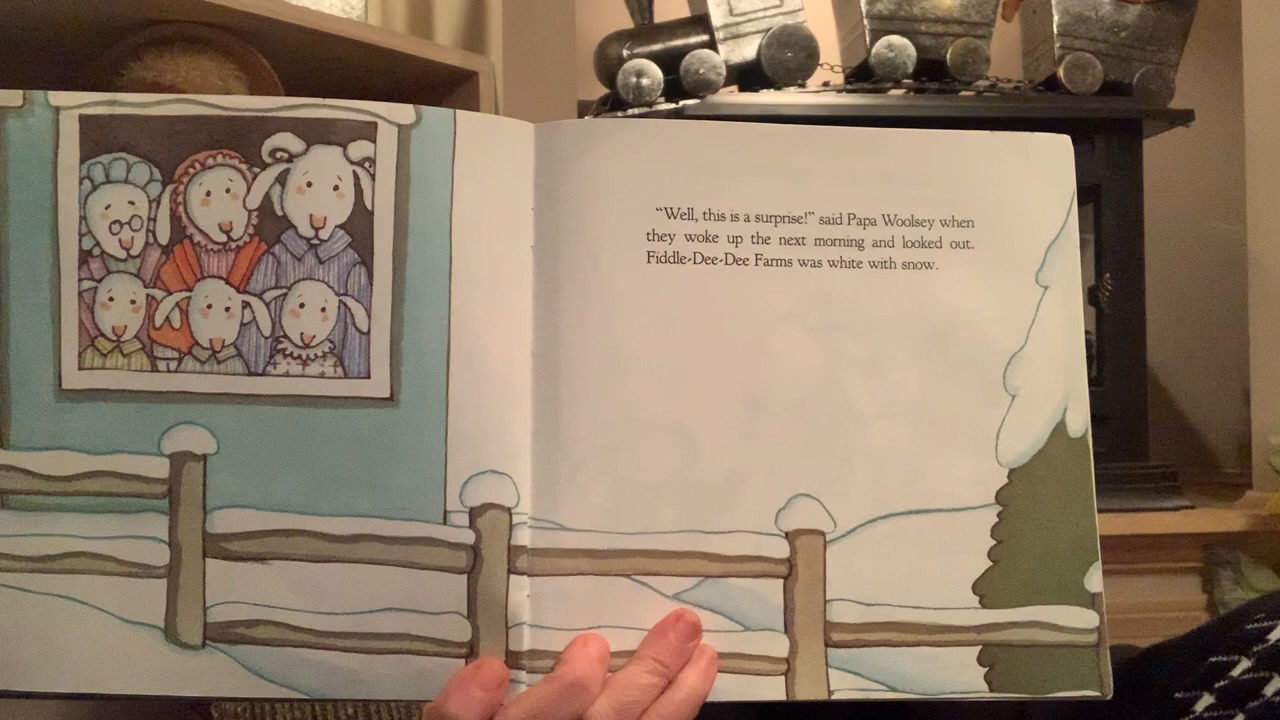 “Well, this is a surprise!” said Papa Woolsey when
they woke up the next morning and looked out.
Fiddle-Dee-Dee Farms was white with snow.